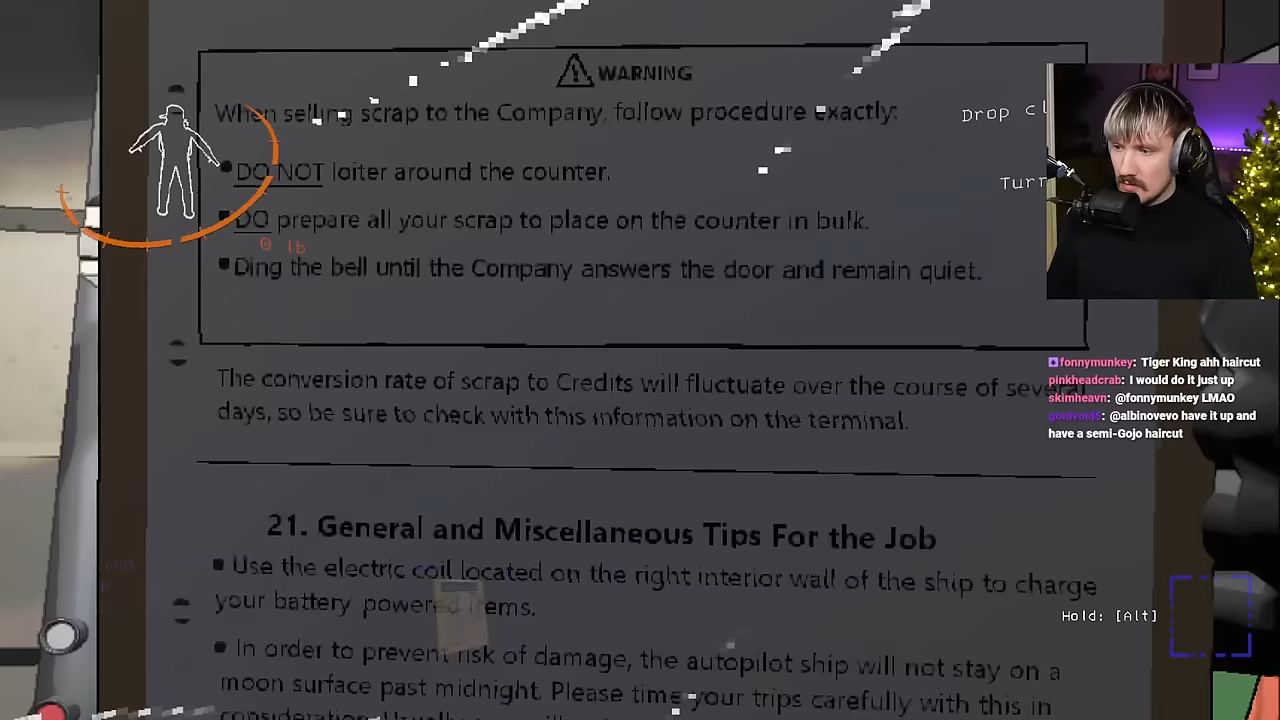 WARNING
When selling scrap to the Company, follow procedure exactly:
DO NOT loiter around the counter.
DO prepare all your scrap to place on the counter in bulk.
0 lb
Ding the bell until the Company answers the door and remain quiet.
Drop cl
Turn
The conversion rate of scrap to Credits will fluctuate over the course of several
days, so be sure to check with this information on the terminal.
fonnymunkey: Tiger King ahh haircut
pinkheadcrab: I would do it just up
skimheavn: @fonnymunkey LMAO
goldvoid5: @albinovevo have it up and
have a semi-Gojo haircut
21. General and Miscellaneous Tips For the Job
Use the electric coil located on the right interior wall of the ship to charge
your battery powered items.
Hold: [Alt]
In order to prevent risk of damage, the autopilot ship will not stay on a
moon surface past midnight. Please time your trips carefully with this in